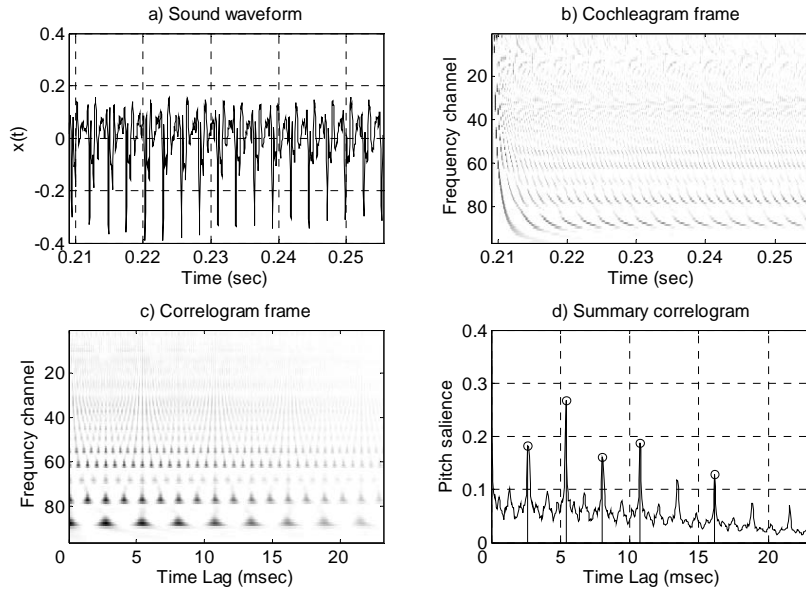 a) Sound waveform
0.4
0.2
0
-0.2
-0.4
x(t)
0.21 0.22 0.23 0.24 0.25
Time (sec)
b) Cochleagram frame
20
40
60
80
Frequency channel
0.21 0.22 0.23 0.24 0.25
Time (sec)
c) Correlogram frame
20
40
60
80
Frequncy channel
0 5 10 15 20
Time Lag (msec)
d) Summary correlogram
0.4
0.3
0.2
0.1
0
Pitch salience
0 5 10 15 20
Time Lag (msec)